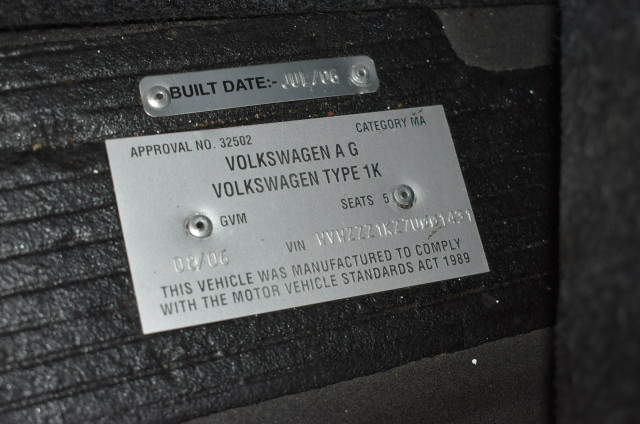 BUILT DATE:- JUL/06
APPROVAL NO. 32502 CATEGORY MA
VOLKSWAGEN A G
VOLKSWAGEN TYPE 1K
GVM SEATS 5
08/06 VIN
THIS VEHICLE WAS MANUFACTURED TO COMPLY
WITH THE MOTOR VEHICLE STANDARDS ACT 1989